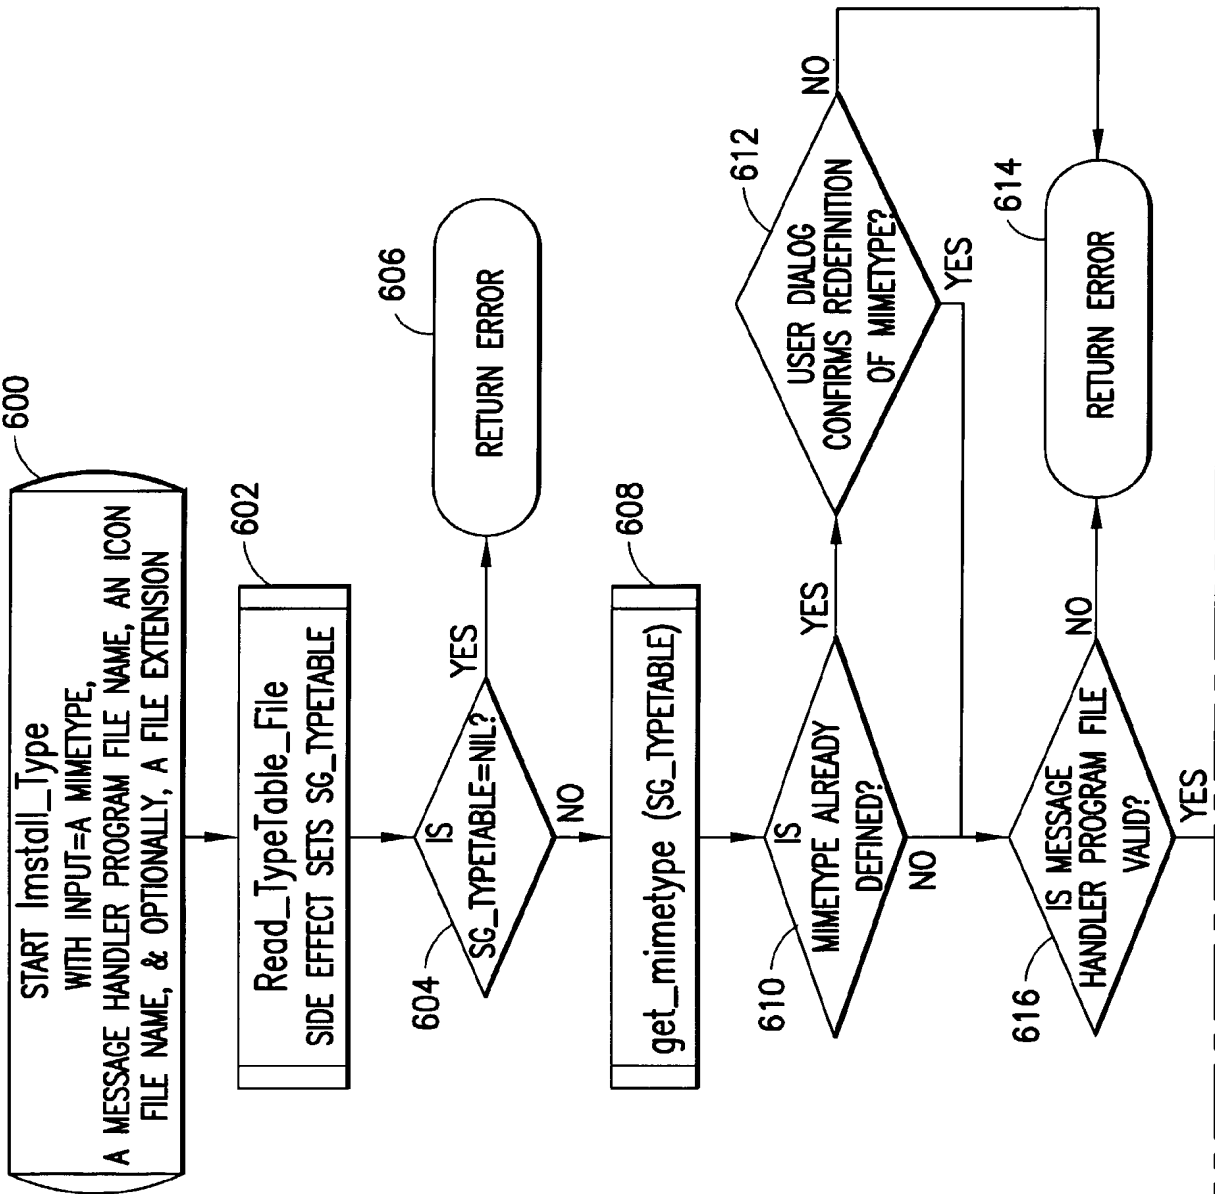 600
START Imstall_Type
WITH INPUT=A MIMETYPE,
A MESSAGE HANDLER PROGRAM FILE NAME, AN ICON
FILE NAME, & OPTIONALLY, A FILE EXTENSION
602
Read_TypeTable_File
SIDE EFFECT SETS SG_TYPETABLE
604
IS
SG_TYPETABLE=NIL?
YES
NO
606
RETURN ERROR
608
get_mimetype (SG_TYPETABLE)
610
IS
MIMETYPE ALREADY
DEFINED?
YES
NO
612
USER DIALOG
CONFIRMS REDEFINITION
OF MIMETYPE?
NO
YES
614
RETURN ERROR
616
IS MESSAGE
HANDLER PROGRAM FILE
VALID?
NO
YES